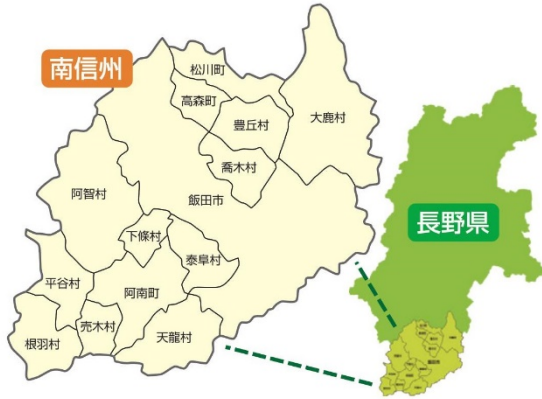 南信州
松川町
高森町
豊丘村
大鹿村
喬木村
阿智村
飯田市
長野県
下條村
泰阜村
平谷村
阿南町
売木村
天龍村
根羽村